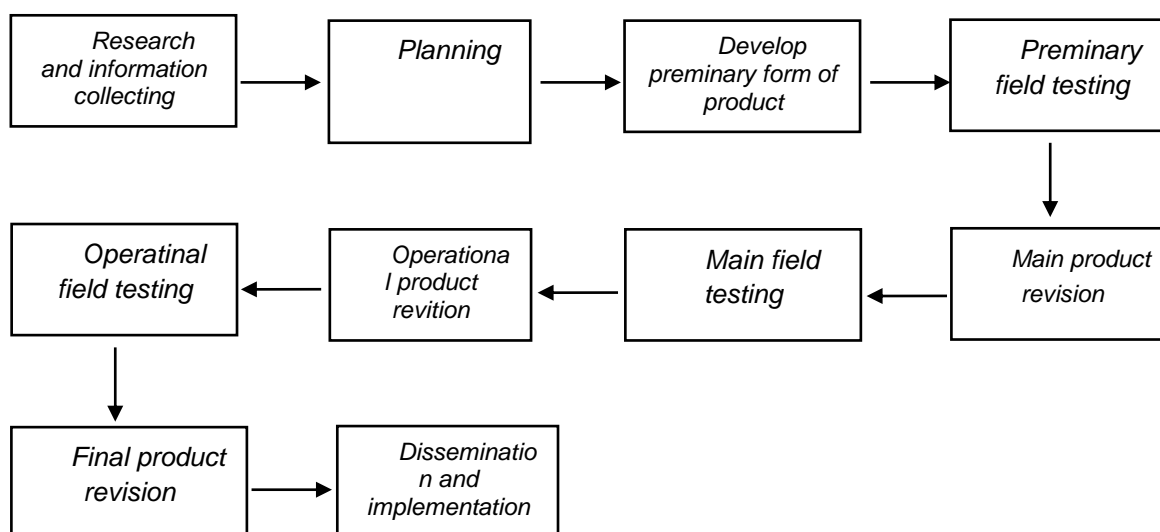 Research
and information
collecting
Planning
Develop
preminary form of
product
Preminary
field testing
Main product
revision
Main field
testing
Operationa
l product
revition
Operatinal
field testing
Final product
revision
Disseminatio
n and
implementation